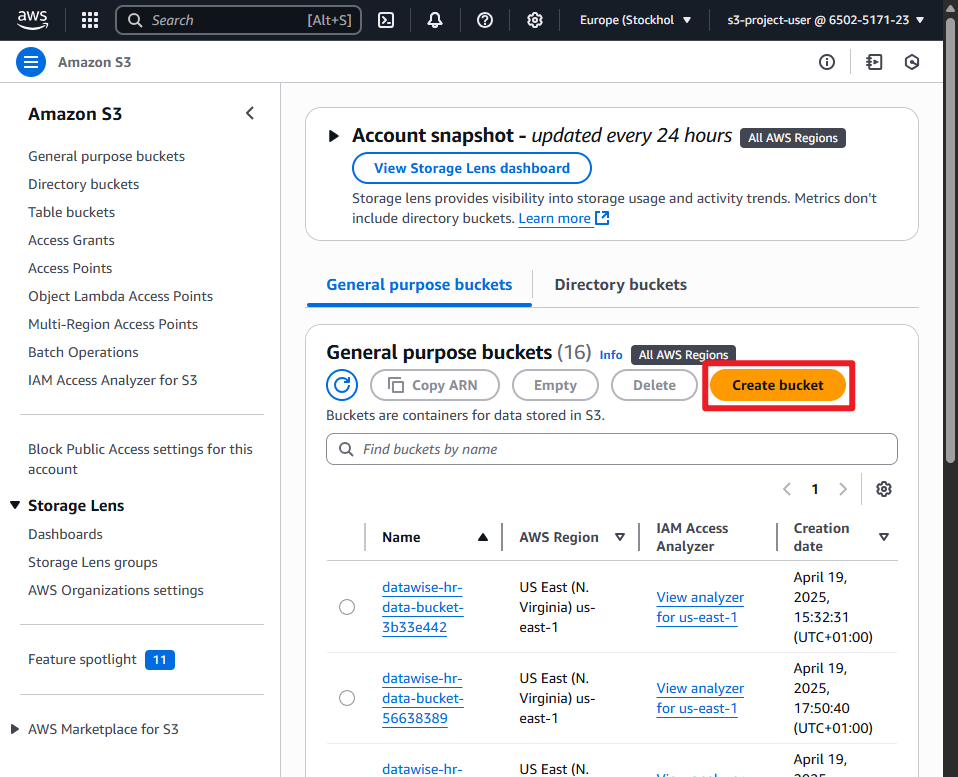 aws
Search [Alt+S]
Europe (Stockhol
s3-project-user @ 6502-5171-23
Amazon S3
Amazon S3
General purpose buckets
Directory buckets
Table buckets
Access Grants
Access Points
Object Lambda Access Points
Multi-Region Access Points
Batch Operations
IAM Access Analyzer for S3
Block Public Access settings for this
account
Storage Lens
Dashboards
Storage Lens groups
AWS Organizations settings
Feature spotlight 11
AWS Marketplace for S3
Account snapshot - updated every 24 hours All AWS Regions
View Storage Lens dashboard
Storage lens provides visibility into storage usage and activity trends. Metrics don't
include directory buckets. Learn more
General purpose buckets
Directory buckets
General purpose buckets (16) Info All AWS Regions
Copy ARN
Empty
Delete
Create bucket
Buckets are containers for data stored in S3.
Find buckets by name
1
Name
AWS Region
IAM Access
Analyzer
Creation
date
datawise-hr-
data-bucket-
3b33e442
US East (N.
Virginia) us-
east-1
View analyzer
for us-east-1
April 19,
2025,
15:32:31
(UTC+01:00)
datawise-hr-
data-bucket-
56638389
US East (N.
Virginia) us-
east-1
View analyzer
for us-east-1
April 19,
2025,
17:50:40
(UTC+01:00)
datawise-hr-
US East (N.
View analyzer
April 19,
2025,